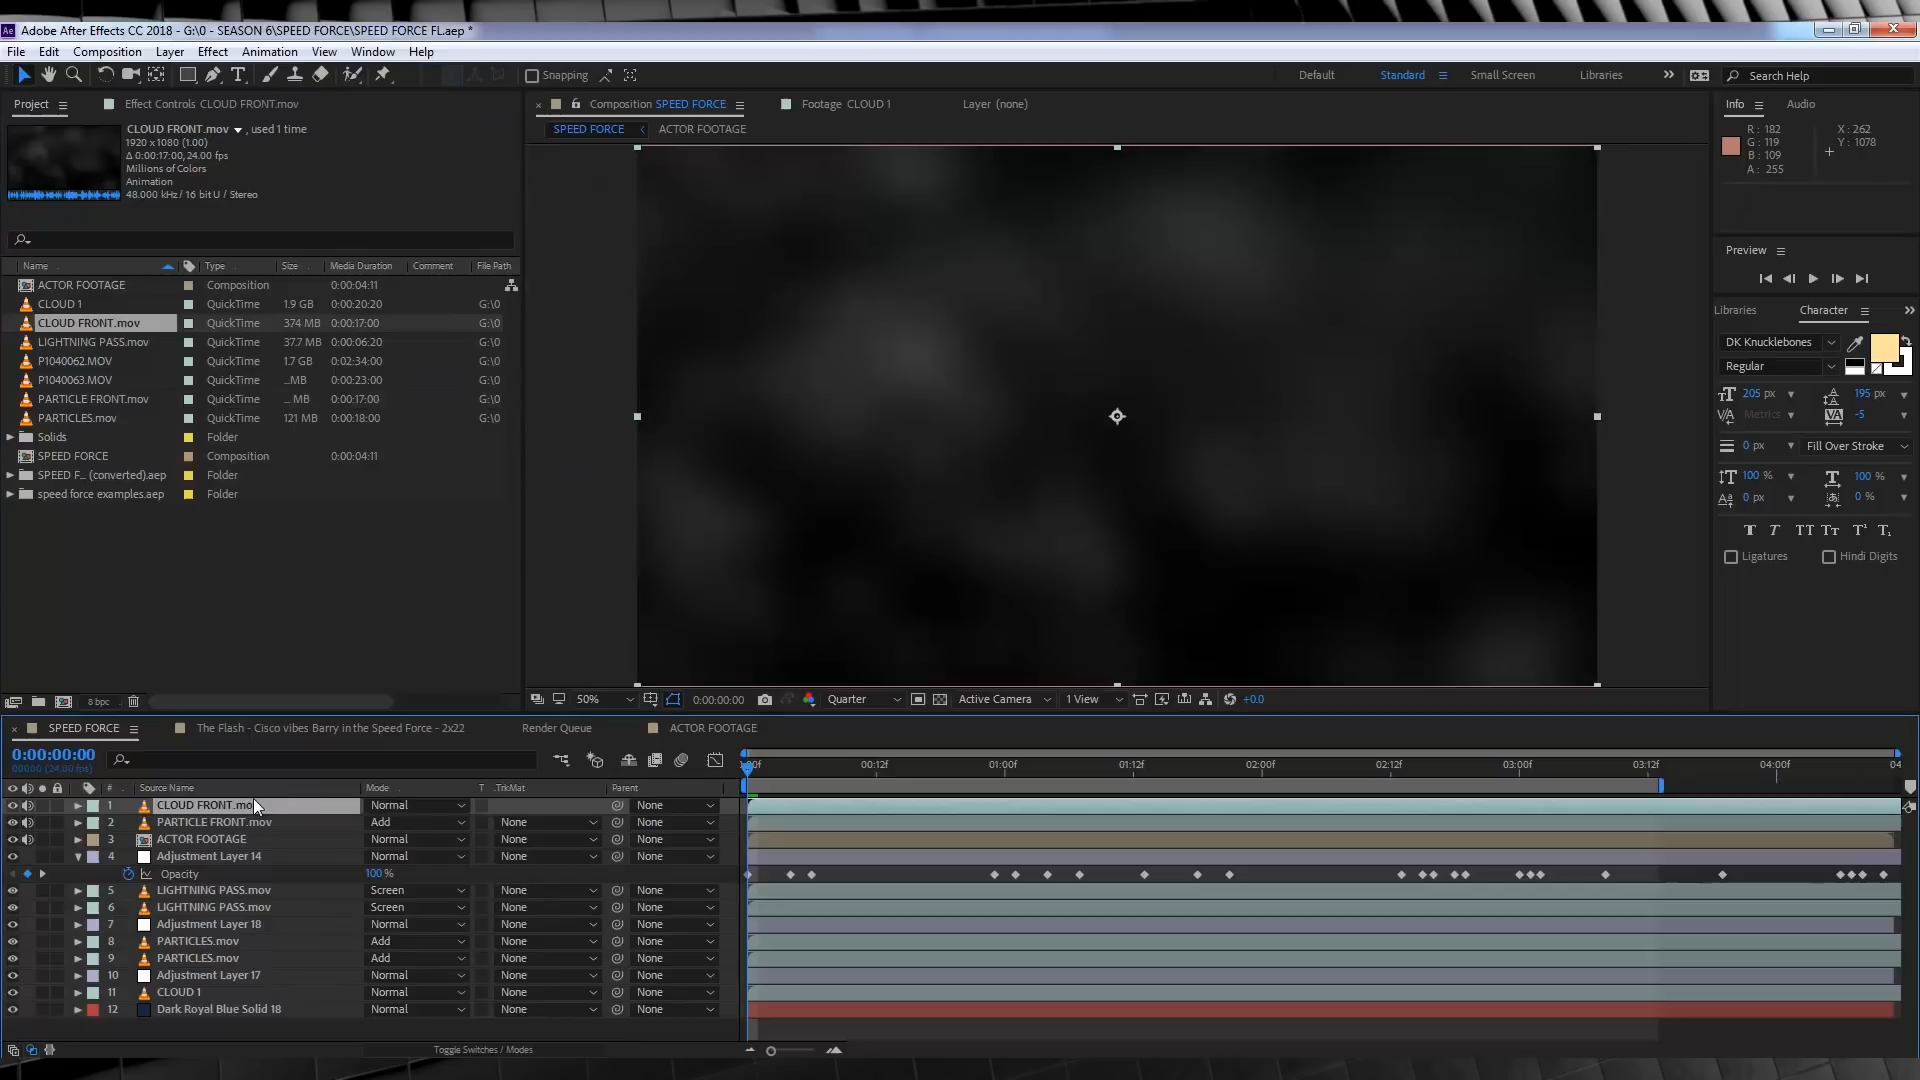 Adobe After Effects CC 2018 - G:\0 - SEASON 6\SPEED FORCE\SPEED FORCE FL.aep *
File Edit Composition Layer Effect Animation View Window Help
Snapping Default Standard Small Screen Libraries Search Help
Project Effect Controls CLOUD FRONT.mov Composition SPEED FORCE Footage CLOUD 1 Layer (none) Info Audio
CLOUD FRONT.mov , used 1 time SPEED FORCE ACTOR FOOTAGE
1920 x 1080 (1.00)
Δ 0:00:17:00, 24.00 fps
Millions of Colors
Animation
48.000 kHz / 16 bit U / Stereo
R : 182 X : 262
G : 119 Y : 1078
B : 109
A : 255
Preview
Name Type Size Media Duration Comment File Path
ACTOR FOOTAGE Composition 0:00:04:11
CLOUD 1 QuickTime 1.9 GB 0:00:20:20 G:\0
CLOUD FRONT.mov QuickTime 374 MB 0:00:17:00 G:\0
LIGHTNING PASS.mov QuickTime 37.7 MB 0:00:06:20 G:\0
P1040062.MOV QuickTime 1.7 GB 0:02:34:00 G:\0
P1040063.MOV QuickTime ...MB 0:00:23:00 G:\0
PARTICLE FRONT.mov QuickTime ... MB 0:00:17:00 G:\0
PARTICLES.mov QuickTime 121 MB 0:00:18:00 G:\0
Solids Folder
SPEED FORCE Composition 0:00:04:11
SPEED F... (converted).aep Folder
speed force examples.aep Folder
Libraries Character
DK Knucklebones
Regular
205 px 195 px
Metrics -5
0 px Fill Over Stroke
100 % 100 %
0 px 0 %
T T TT Tt T¹ T₁
Ligatures Hindi Digits
8 bpc 50% 0:00:00:00 Quarter Active Camera 1 View +0.0
SPEED FORCE The Flash - Cisco vibes Barry in the Speed Force - 2x22 Render Queue ACTOR FOOTAGE
0:00:00:00
00000 (24.00 fps)
:00f 00:12f 01:00f 01:12f 02:00f 02:12f 03:00f 03:12f 04:00f 04
# Source Name Mode T .TrkMat Parent
1 CLOUD FRONT.mo Normal None
2 PARTICLE FRONT.mov Add None None
3 ACTOR FOOTAGE Normal None None
4 Adjustment Layer 14 Normal None None
Opacity 100 %
5 LIGHTNING PASS.mov Screen None None
6 LIGHTNING PASS.mov Screen None None
7 Adjustment Layer 18 Normal None None
8 PARTICLES.mov Add None None
9 PARTICLES.mov Add None None
10 Adjustment Layer 17 Normal None None
11 CLOUD 1 Normal None None
12 Dark Royal Blue Solid 18 Normal None None
Toggle Switches / Modes